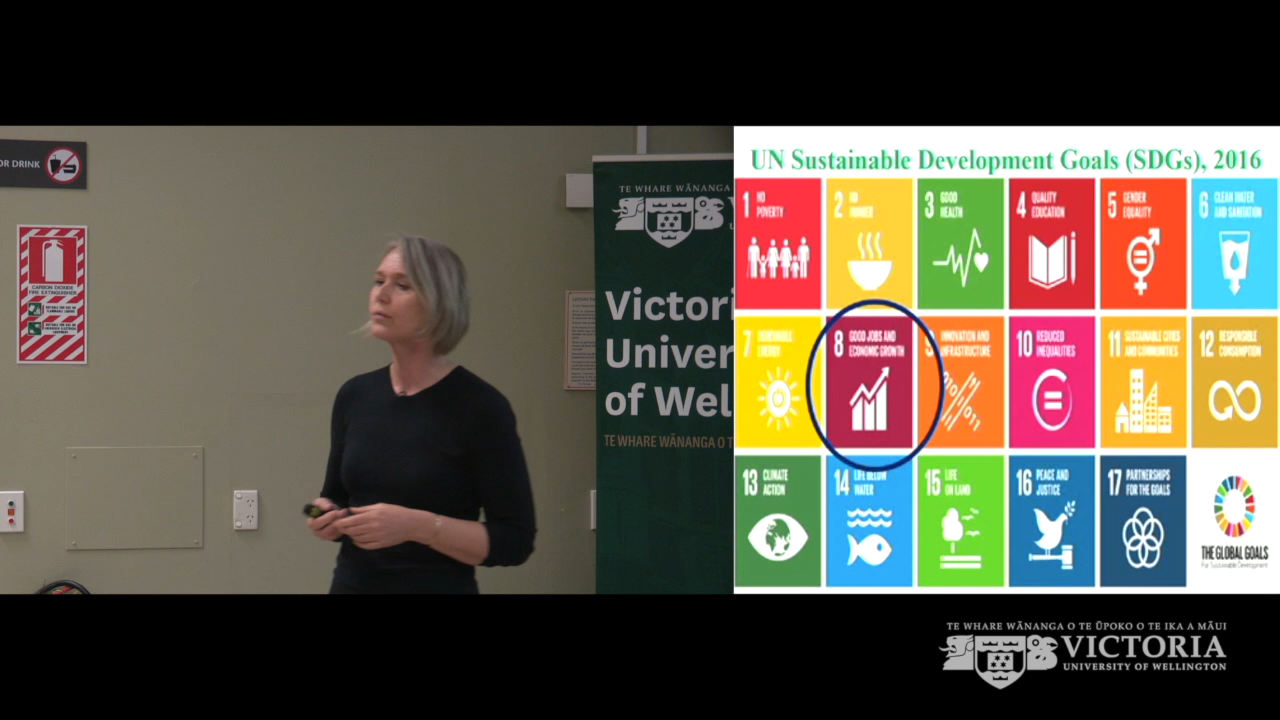 OR DRINK
CARBON DIOXIDE
FIRE EXTINGUISHER
TE WHARE WĀNANGA
Victori
Univer
of Wel
TE WHARE WĀNANGA O T
UN Sustainable Development Goals (SDGs), 2016
1 NO
POVERTY
2 NO
HUNGER
3 GOOD
HEALTH
4 QUALITY
EDUCATION
5 GENDER
EQUALITY
6 CLEAN WATER
AND SANITATION
7 RENEWABLE
ENERGY
8 GOOD JOBS AND
ECONOMIC GROWTH
9 INNOVATION AND
INFRASTRUCTURE
10 REDUCED
INEQUALITIES
11 SUSTAINABLE CITIES
AND COMMUNITIES
12 RESPONSIBLE
CONSUMPTION
13 CLIMATE
ACTION
14 LIFE BELOW
WATER
15 LIFE
ON LAND
16 PEACE AND
JUSTICE
17 PARTNERSHIPS
FOR THE GOALS
THE GLOBAL GOALS
For Sustainable Development
TE WHARE WĀNANGA O TE ŪPOKO O TE IKA A MĀUI
VICTORIA
UNIVERSITY OF WELLINGTON